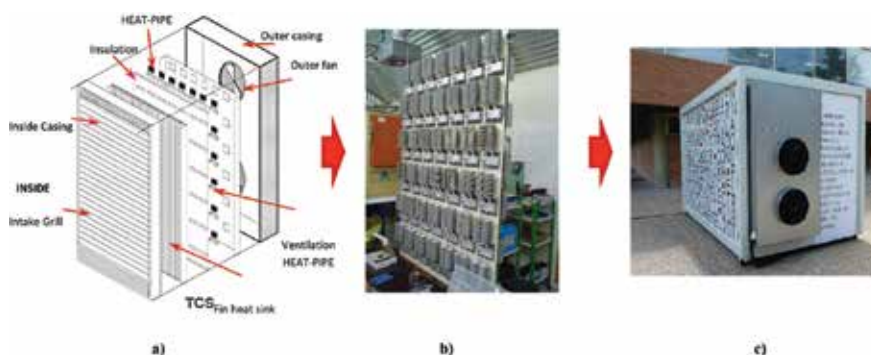 HEAT-PIPE
Outer casing
Insulation
Outer fan
Inside Casing
INSIDE
Intake Grill
Ventilation
HEAT-PIPE
TCS Fin heat sink
a)
b)
c)